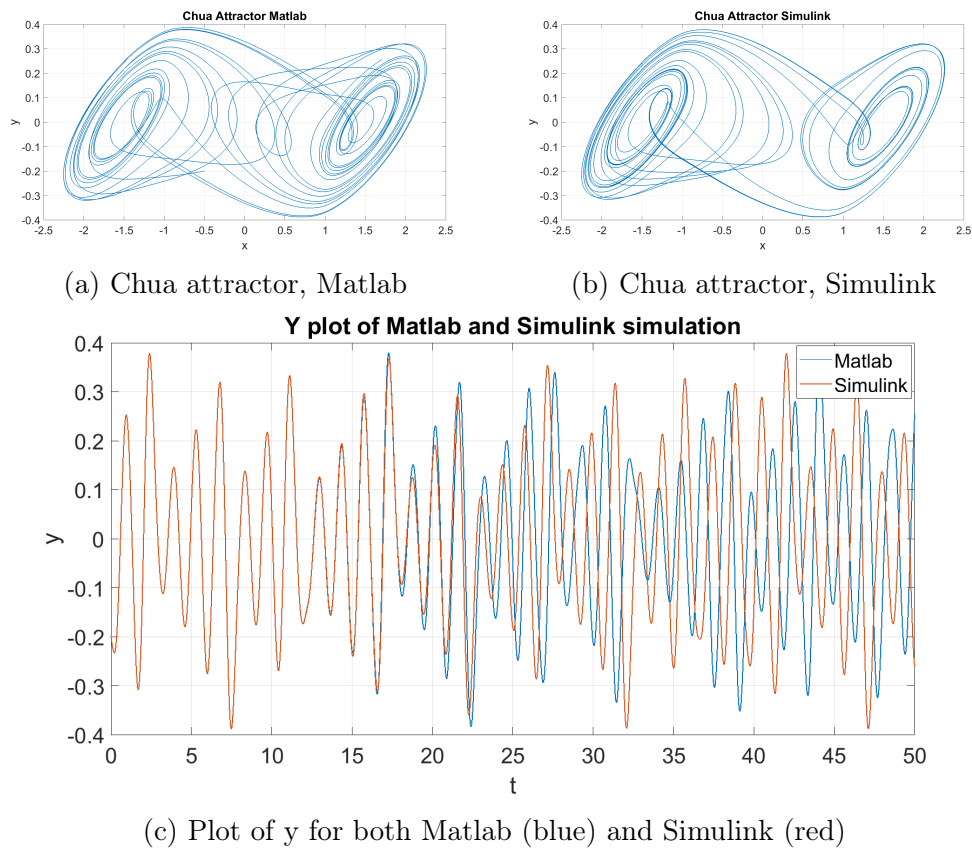 Chua Attractor Matlab
0.4
0.3
0.2
0.1
0
-0.1
-0.2
-0.3
-0.4
y
-2.5 -2 -1.5 -1 -0.5 0 0.5 1 1.5 2 2.5
x
(a) Chua attractor, Matlab
Chua Attractor Simulink
0.4
0.3
0.2
0.1
0
-0.1
-0.2
-0.3
-0.4
y
-2.5 -2 -1.5 -1 -0.5 0 0.5 1 1.5 2 2.5
x
(b) Chua attractor, Simulink
Y plot of Matlab and Simulink simulation
0.4
0.3
0.2
0.1
0
-0.1
-0.2
-0.3
-0.4
y
Matlab
Simulink
0 5 10 15 20 25 30 35 40 45 50
t
(c) Plot of y for both Matlab (blue) and Simulink (red)